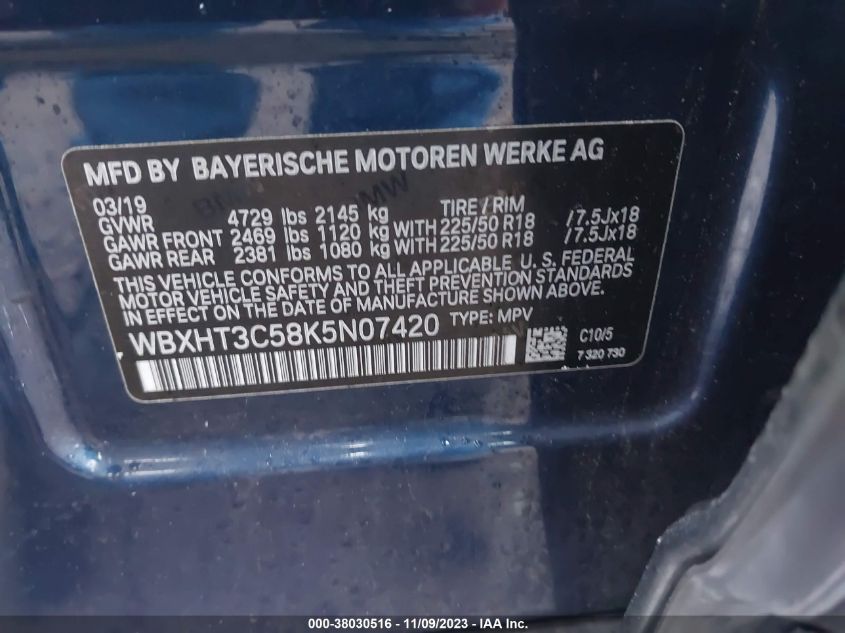 MFD BY BAYERISCHE MOTOREN WERKE AG
03/19 TIRE / RIM
GVWR 4729 lbs 2145 kg
GAWR FRONT 2469 lbs 1120 kg WITH 225/50 R18 /7.5Jx18
GAWR REAR 2381 lbs 1080 kg WITH 225/50 R18 /7.5Jx18
THIS VEHICLE CONFORMS TO ALL APPLICABLE U. S. FEDERAL
MOTOR VEHICLE SAFETY AND THEFT PREVENTION STANDARDS
IN EFFECT ON THE DATE OF MANUFACTURE SHOWN ABOVE.
WBXHT3C58K5N07420 TYPE: MPV
C10/5
7 320 730
000-38030516 - 11/09/2023 - IAAI.com.